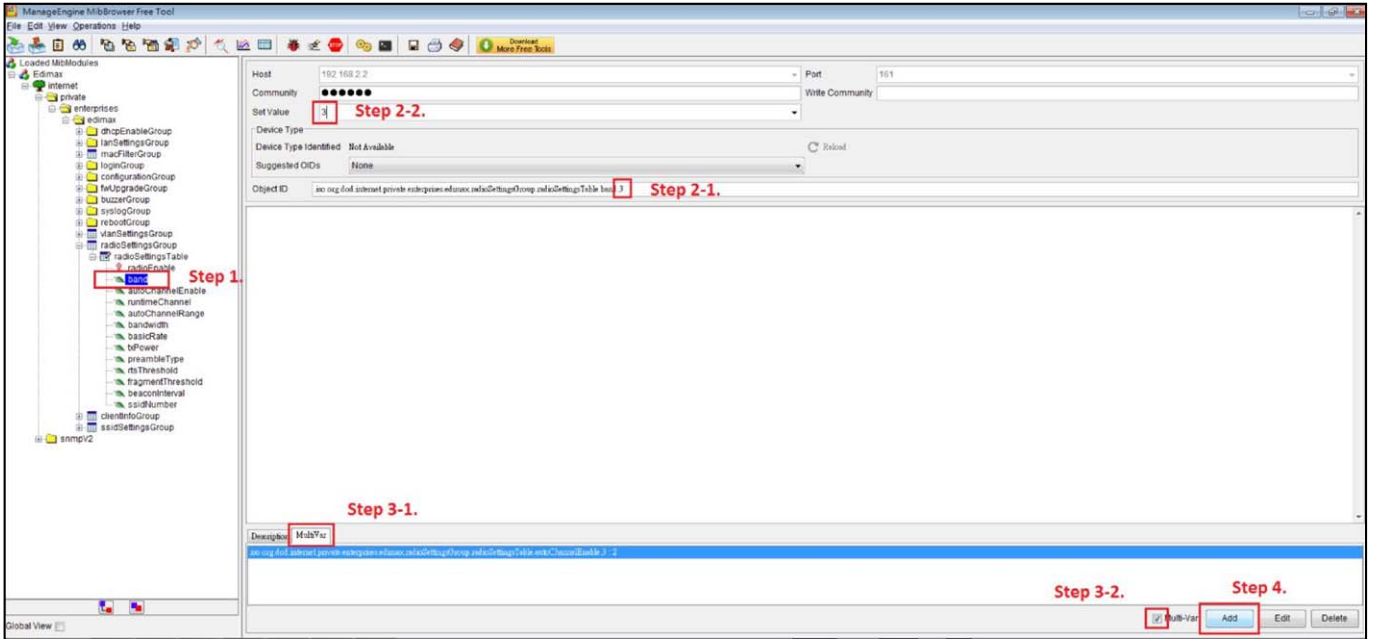 ManageEngine MibBrowser Free Tool
File Edit View Operations Help
Download
More Free Tools
Loaded MibModules
Edimax
internet
private
enterprises
edimax
dhcpEnableGroup
lanSettingsGroup
macFilterGroup
loginGroup
configurationGroup
fwUpgradeGroup
buzzerGroup
syslogGroup
rebootGroup
vlanSettingsGroup
radioSettingsGroup
radioSettingsTable
radioEnable
band
Step 1.
autoChannelEnable
runtimeChannel
autoChannelRange
bandwidth
basicRate
txPower
preambleType
rtsThreshold
fragmentThreshold
beaconInterval
ssidNumber
clientInfoGroup
ssidSettingsGroup
snmpV2
Global View
Host 192.168.2.2 Port 161
Community ●●●●●● Write Community
Set Value 3 Step 2-2.
Device Type
Device Type Identified Not Available Reload
Suggested OIDs None
Object ID .iso.org.dod.internet.private.enterprises.edimax.radioSettingsGroup.radioSettingsTable.band.3 Step 2-1.
Step 3-1.
Description MultiVar
.iso.org.dod.internet.private.enterprises.edimax.radioSettingsGroup.radioSettingsTable.autoChannelEnable.3 : 2
Step 3-2. Step 4.
Multi-Var Add Edit Delete